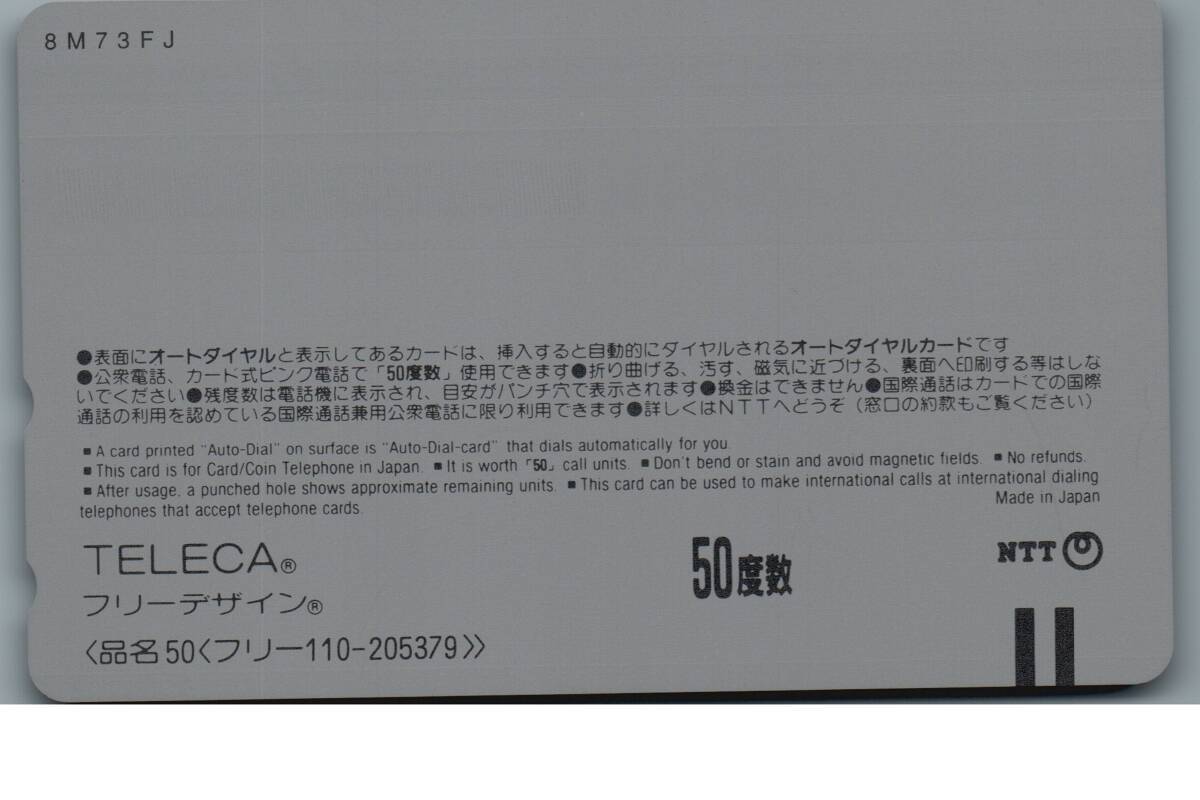 8M73FJ
●表面にオートダイヤルと表示してあるカードは、挿入すると自動的にダイヤルされるオートダイヤルカードです
●公衆電話、カード式ピンク電話で「50度数」使用できます●折り曲げる、汚す、磁気に近づける、裏面へ印刷する等はしな
いでください●残度数は電話機に表示され、目安がパンチ穴で表示されます●換金はできません●国際通話はカードでの国際
通話の利用を認めている国際通話兼用公衆電話に限り利用できます●詳しくはNTTへどうぞ(窓口の約款もご覧ください)
■A card printed "Auto-Dial" on surface is "Auto-Dial-card" that dials automatically for you.
■This card is for Card/Coin Telephone in Japan. ■It is worth「50」call units. ■Don't bend or stain and avoid magnetic fields. ■No refunds.
■After usage, a punched hole shows approximate remaining units. ■This card can be used to make international calls at international dialing
telephones that accept telephone cards.
Made in Japan
TELECA®
フリーデザイン®
〈品名50〈フリー110-205379〉〉
50度数
NTT